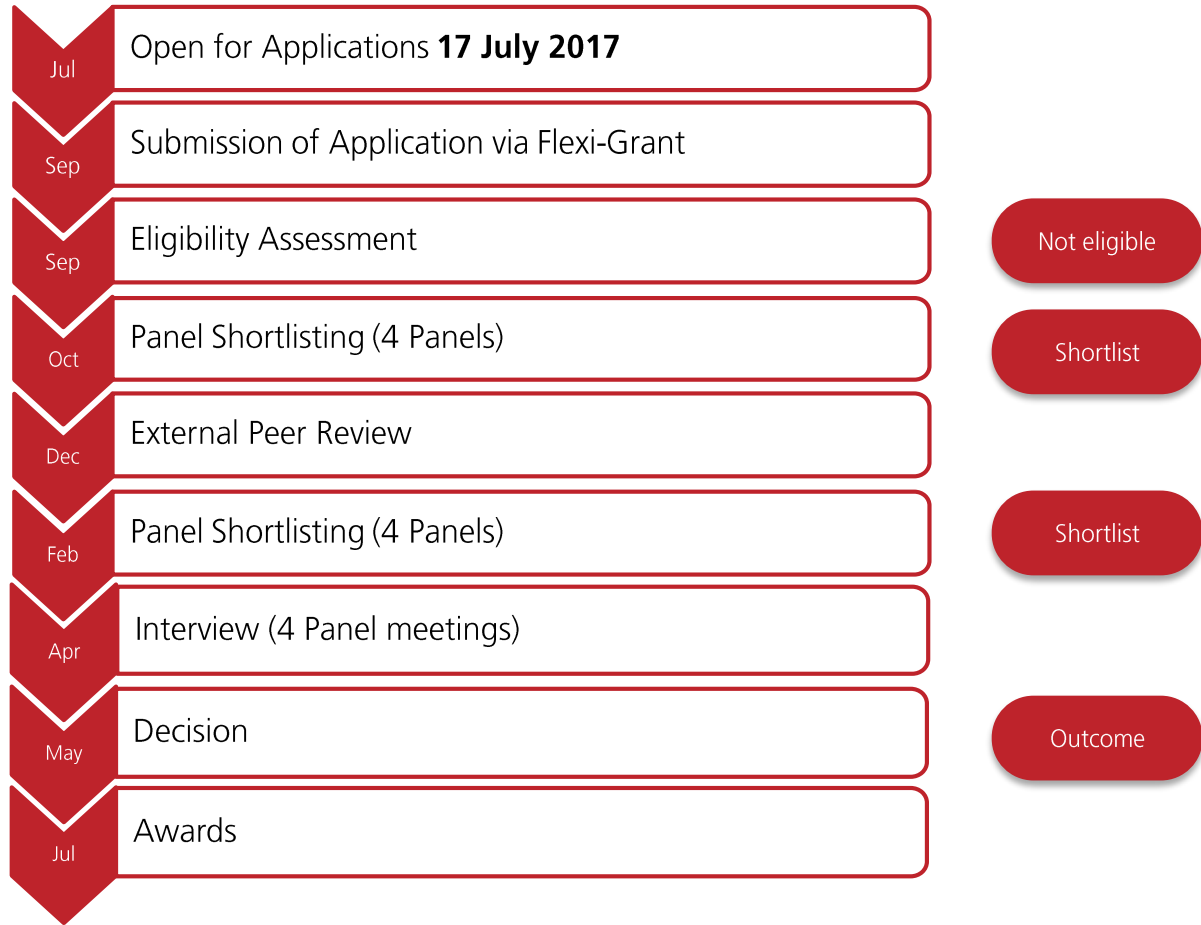 Jul
Open for Applications 17 July 2017
Sep
Submission of Application via Flexi-Grant
Sep
Eligibility Assessment
Not eligible
Oct
Panel Shortlisting (4 Panels)
Shortlist
Dec
External Peer Review
Feb
Panel Shortlisting (4 Panels)
Shortlist
Apr
Interview (4 Panel meetings)
May
Decision
Outcome
Jul
Awards